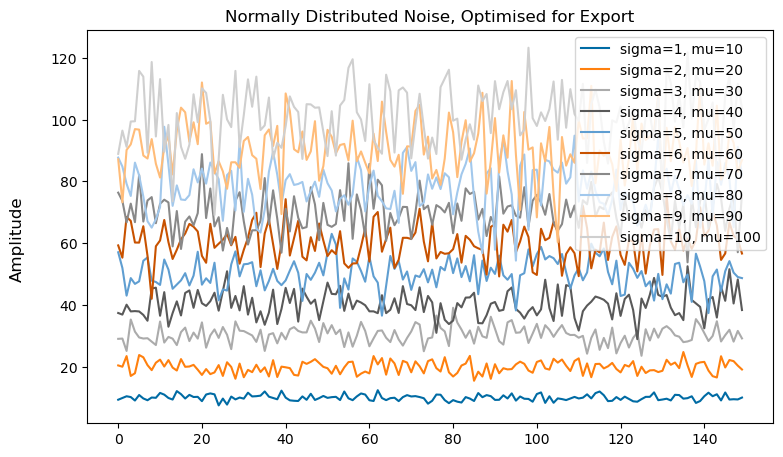 Normally Distributed Noise, Optimised for Export
Amplitude
120
100
80
60
40
20
0
20
40
60
80
100
120
140
sigma=1, mu=10
sigma=2, mu=20
sigma=3, mu=30
sigma=4, mu=40
sigma=5, mu=50
sigma=6, mu=60
sigma=7, mu=70
sigma=8, mu=80
sigma=9, mu=90
sigma=10, mu=100